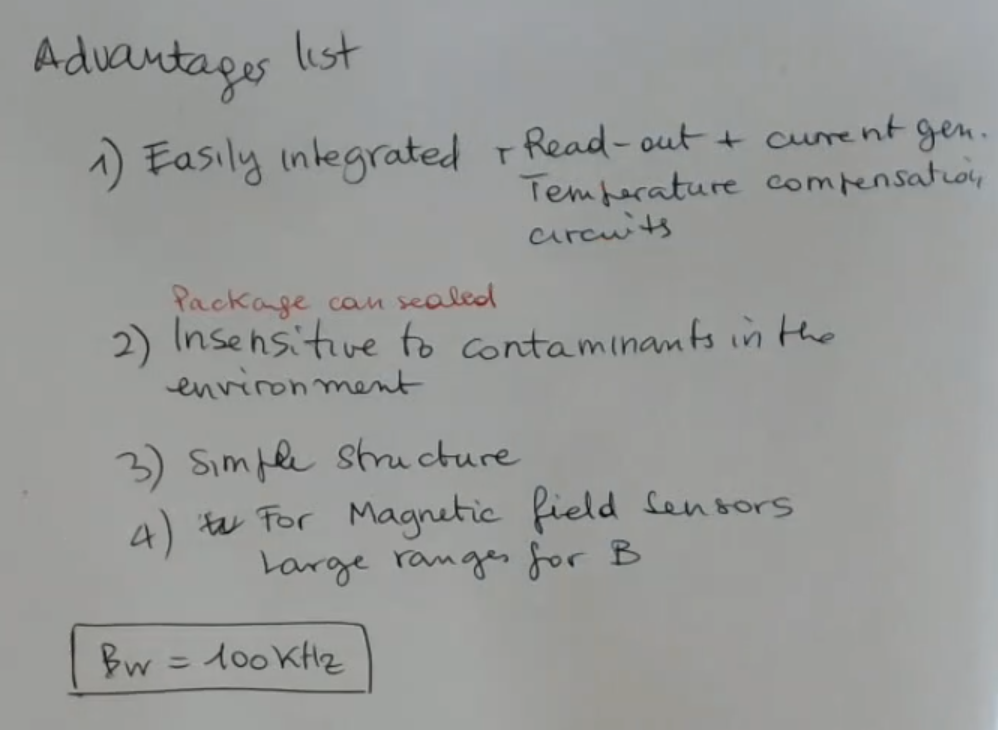 Advantages list
1) Easily integrated + Read-out + current gen.
Temperature compensation
circuits
Package can sealed
2) Insensitive to contaminants in the
environment
3) Simple structure
4) For Magnetic field sensors
Large ranges for B
BW = 100 KHz